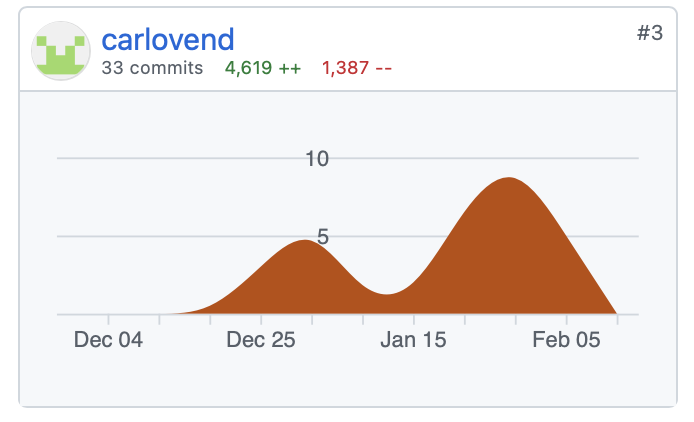 carlovend
#3
33 commits 4,619 ++ 1,387 --
10
5
Dec 04 Dec 25 Jan 15 Feb 05